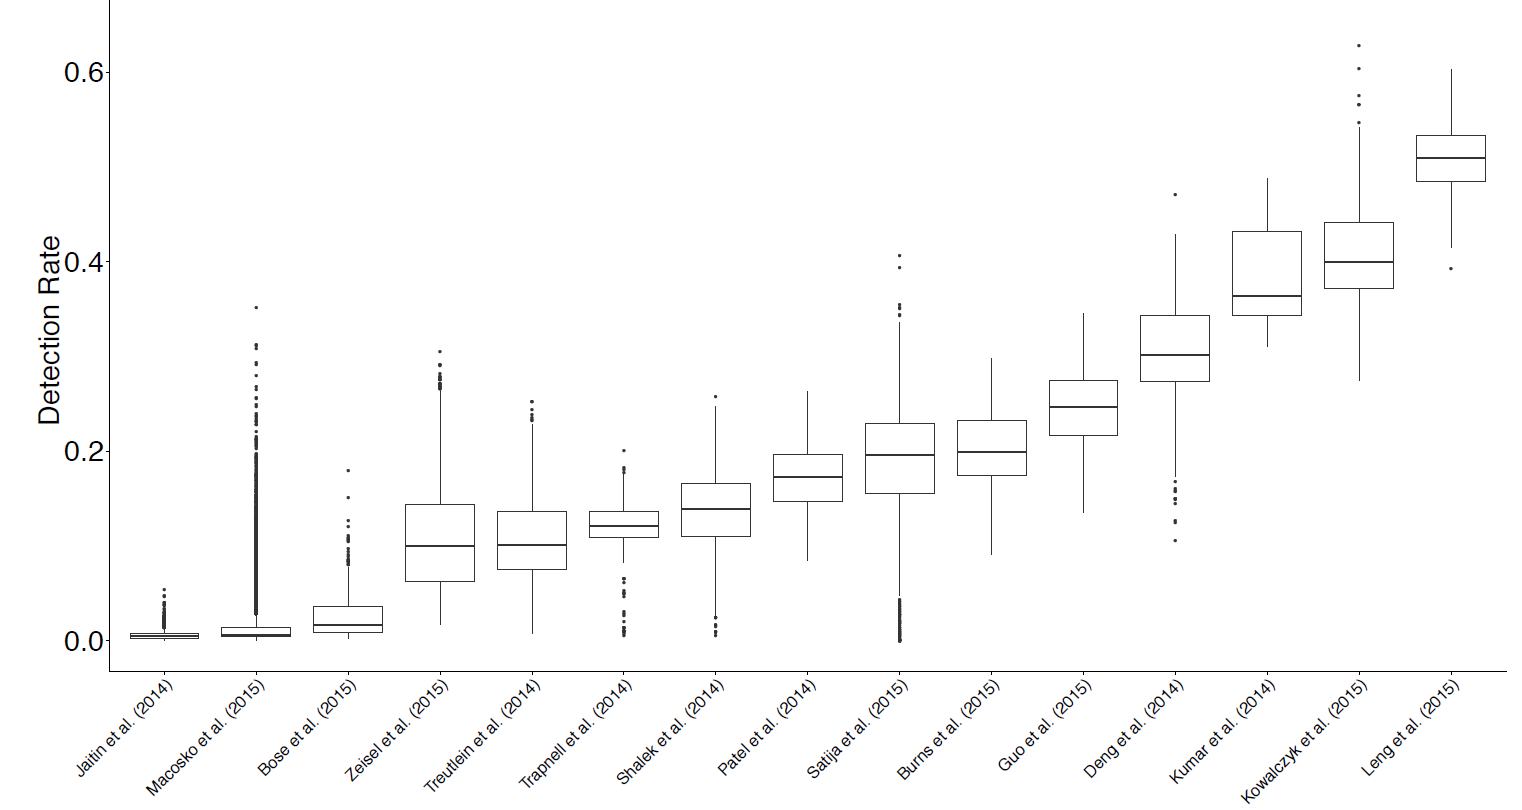 Detection Rate
0.6
0.4
0.2
0.0
Jaitin et al. (2014)
Macosko et al. (2015)
Bose et al. (2015)
Zeisel et al. (2015)
Treutlein et al. (2014)
Trapnell et al. (2014)
Shalek et al. (2014)
Patel et al. (2014)
Satija et al. (2015)
Burns et al. (2015)
Guo et al. (2015)
Deng et al. (2014)
Kumar et al. (2014)
Kowalczyk et al. (2015)
Leng et al. (2015)